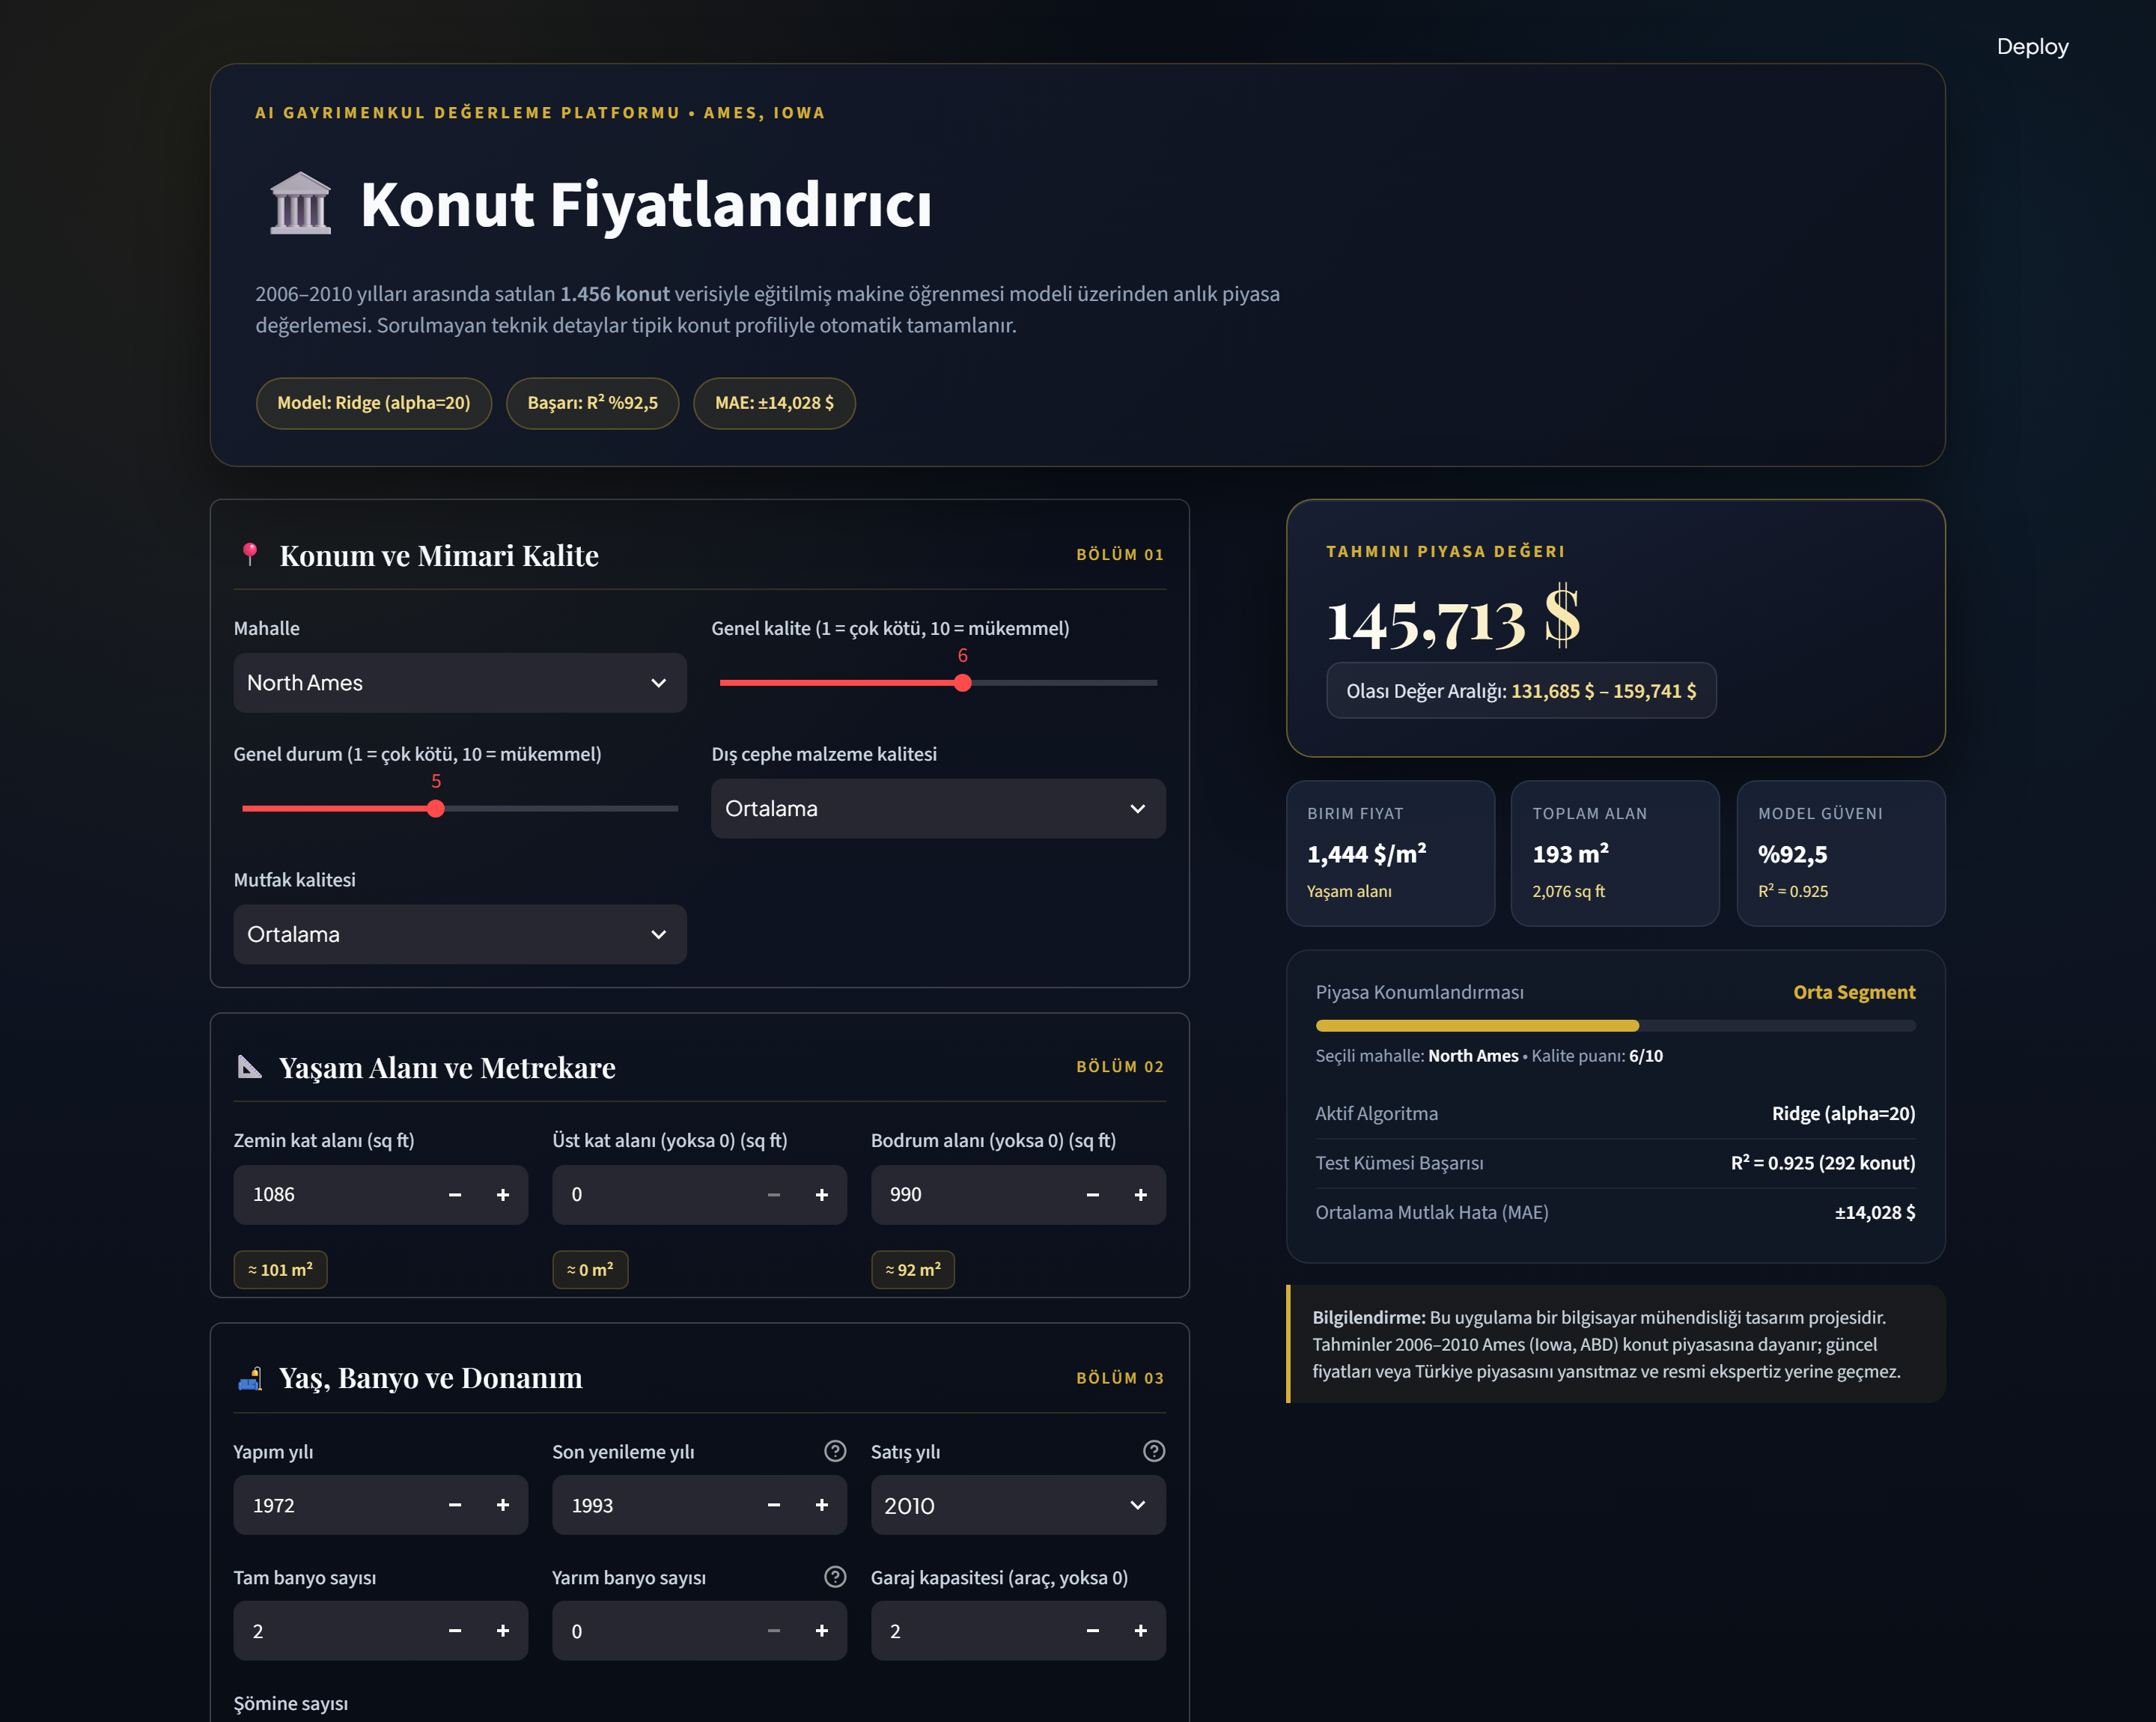 Deploy
AI GAYRIMENKUL DEĞERLEME PLATFORMU • AMES, IOWA
Konut Fiyatlandırıcı
2006–2010 yılları arasında satılan 1.456 konut verisiyle eğitilmiş makine öğrenmesi modeli üzerinden anlık piyasa
değerlemesi. Sorulmayan teknik detaylar tipik konut profiliyle otomatik tamamlanır.
Model: Ridge (alpha=20) Başarı: R² %92,5 MAE: ±14,028 $
Konum ve Mimari Kalite BÖLÜM 01
Mahalle Genel kalite (1 = çok kötü, 10 = mükemmel)
6
North Ames
Genel durum (1 = çok kötü, 10 = mükemmel) Dış cephe malzeme kalitesi
5
Ortalama
Mutfak kalitesi
Ortalama
Yaşam Alanı ve Metrekare BÖLÜM 02
Zemin kat alanı (sq ft) Üst kat alanı (yoksa 0) (sq ft) Bodrum alanı (yoksa 0) (sq ft)
1086 − + 0 − + 990 − +
≈ 101 m² ≈ 0 m² ≈ 92 m²
Yaş, Banyo ve Donanım BÖLÜM 03
Yapım yılı Son yenileme yılı ? Satış yılı ?
1972 − + 1993 − + 2010
Tam banyo sayısı Yarım banyo sayısı ? Garaj kapasitesi (araç, yoksa 0)
2 − + 0 − + 2 − +
Şömine sayısı
TAHMINI PIYASA DEĞERI
145,713 $
Olası Değer Aralığı: 131,685 $ – 159,741 $
BIRIM FIYAT TOPLAM ALAN MODEL GÜVENI
1,444 $/m² 193 m² %92,5
Yaşam alanı 2,076 sq ft R² = 0.925
Piyasa Konumlandırması Orta Segment
Seçili mahalle: North Ames • Kalite puanı: 6/10
Aktif Algoritma Ridge (alpha=20)
Test Kümesi Başarısı R² = 0.925 (292 konut)
Ortalama Mutlak Hata (MAE) ±14,028 $
Bilgilendirme: Bu uygulama bir bilgisayar mühendisliği tasarım projesidir.
Tahminler 2006–2010 Ames (Iowa, ABD) konut piyasasına dayanır; güncel
fiyatları veya Türkiye piyasasını yansıtmaz ve resmi ekspertiz yerine geçmez.